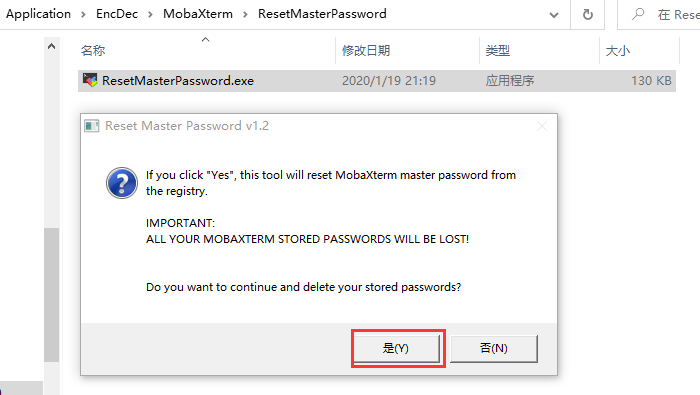 Application > EncDec > MobaXterm > ResetMasterPassword
在 Rese
名称 修改日期 类型 大小
ResetMasterPassword.exe 2020/1/19 21:19 应用程序 130 KB
Reset Master Password v1.2
If you click "Yes", this tool will reset MobaXterm master password from
the registry.
IMPORTANT:
ALL YOUR MOBAXTERM STORED PASSWORDS WILL BE LOST!
Do you want to continue and delete your stored passwords?
是(Y) 否(N)